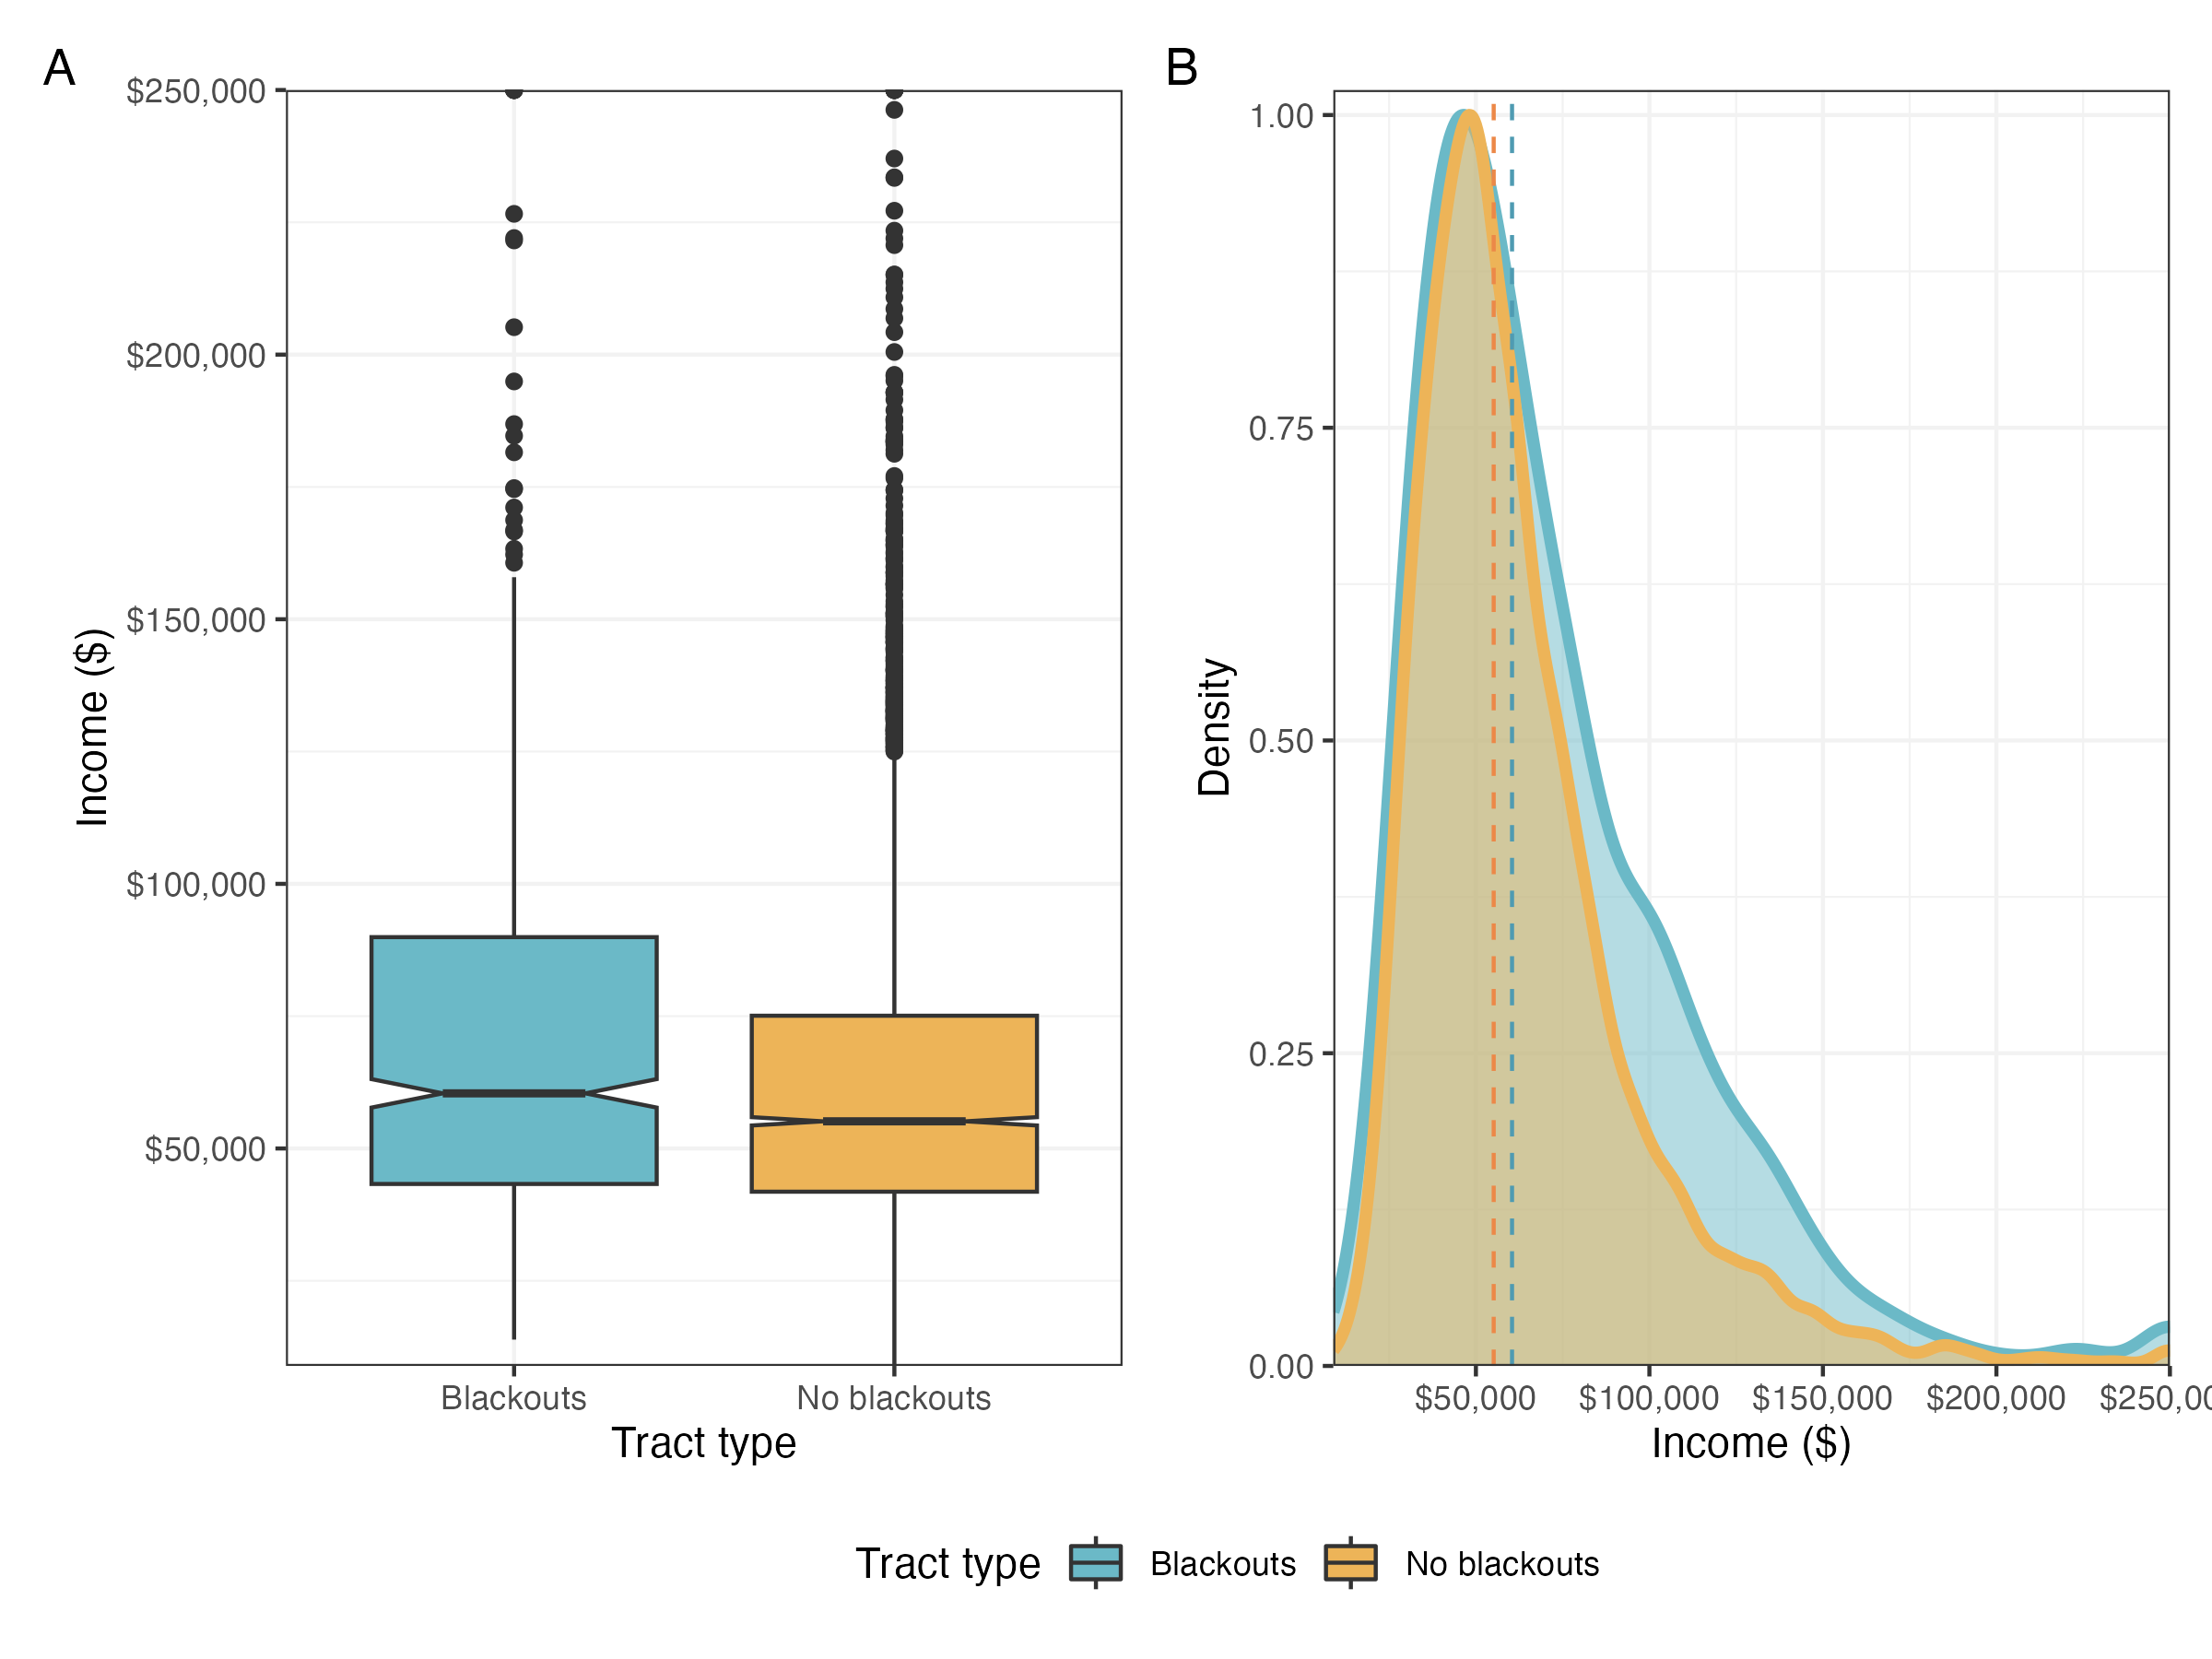 A
$250,000
$200,000
$150,000
$100,000
$50,000
Income ($)
Blackouts No blackouts
Tract type
B
1.00
0.75
0.50
0.25
0.00
Density
$50,000 $100,000 $150,000 $200,000 $250,0
Income ($)
Tract type Blackouts No blackouts